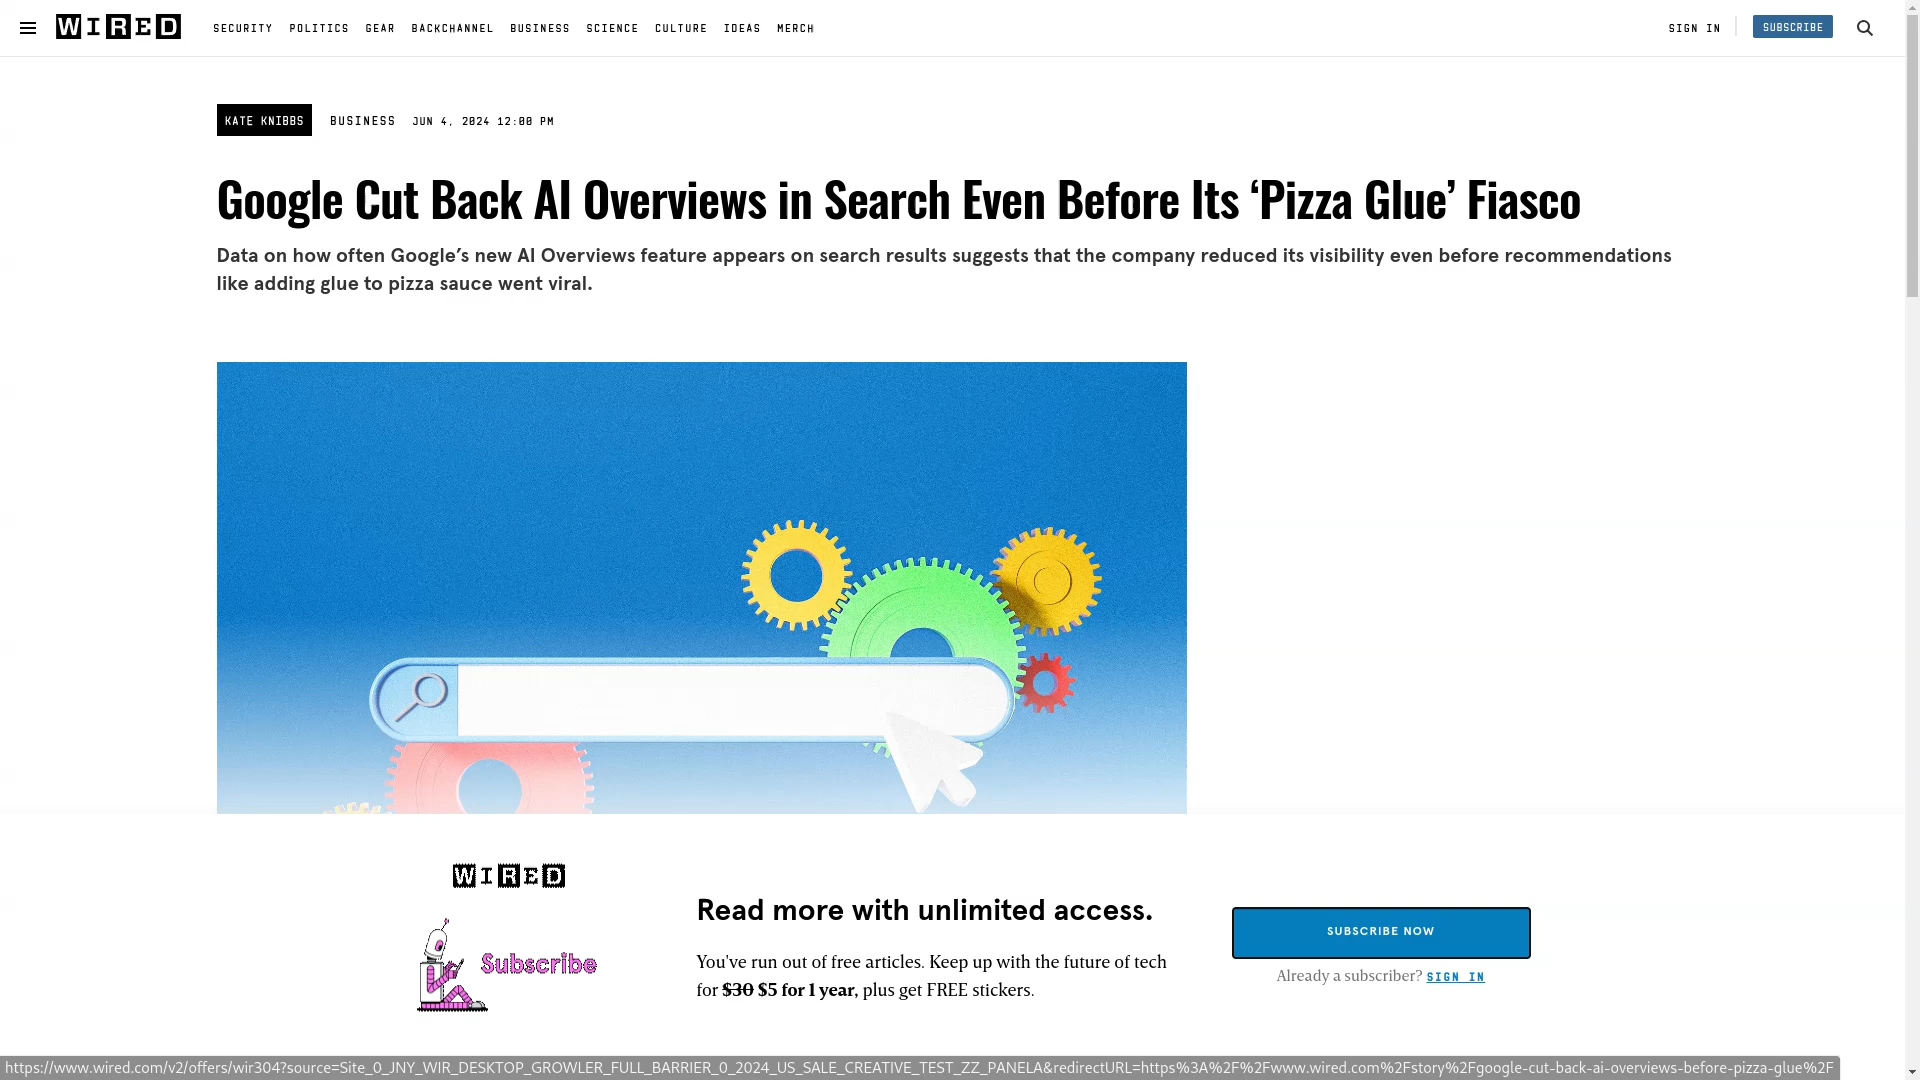 WIRED
SECURITY POLITICS GEAR BACKCHANNEL BUSINESS SCIENCE CULTURE IDEAS MERCH
SIGN IN
SUBSCRIBE
KATE KNIBBS BUSINESS JUN 4, 2024 12:00 PM
Google Cut Back AI Overviews in Search Even Before Its ‘Pizza Glue’ Fiasco
Data on how often Google’s new AI Overviews feature appears on search results suggests that the company reduced its visibility even before recommendations
like adding glue to pizza sauce went viral.
WIRED
Subscribe
Read more with unlimited access.
You've run out of free articles. Keep up with the future of tech
for $30 $5 for 1 year, plus get FREE stickers.
SUBSCRIBE NOW
Already a subscriber? SIGN IN
https://www.wired.com/v2/offers/wir304?source=Site_0_JNY_WIR_DESKTOP_GROWLER_FULL_BARRIER_0_2024_US_SALE_CREATIVE_TEST_ZZ_PANELA&redirectURL=https%3A%2F%2Fwww.wired.com%2Fstory%2Fgoogle-cut-back-ai-overviews-before-pizza-glue%2F